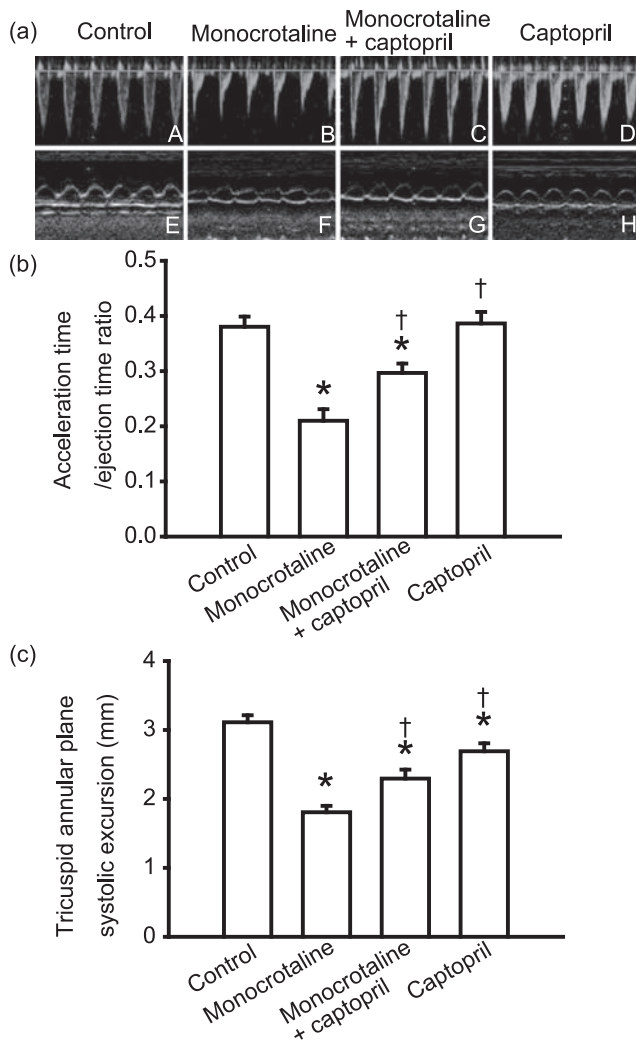 (a)
Control
Monocrotaline
Monocrotaline
+ captopril
Captopril
A
B
C
D
E
F
G
H
(b)
Acceleration time
/ejection time ratio
0.5
0.4
0.3
0.2
0.1
0.0
*
†
*
†
Control
Monocrotaline
Monocrotaline
+ captopril
Captopril
(c)
Tricuspid annular plane
systolic excursion (mm)
4
3
2
1
0
*
†
*
†
*
Control
Monocrotaline
Monocrotaline
+ captopril
Captopril